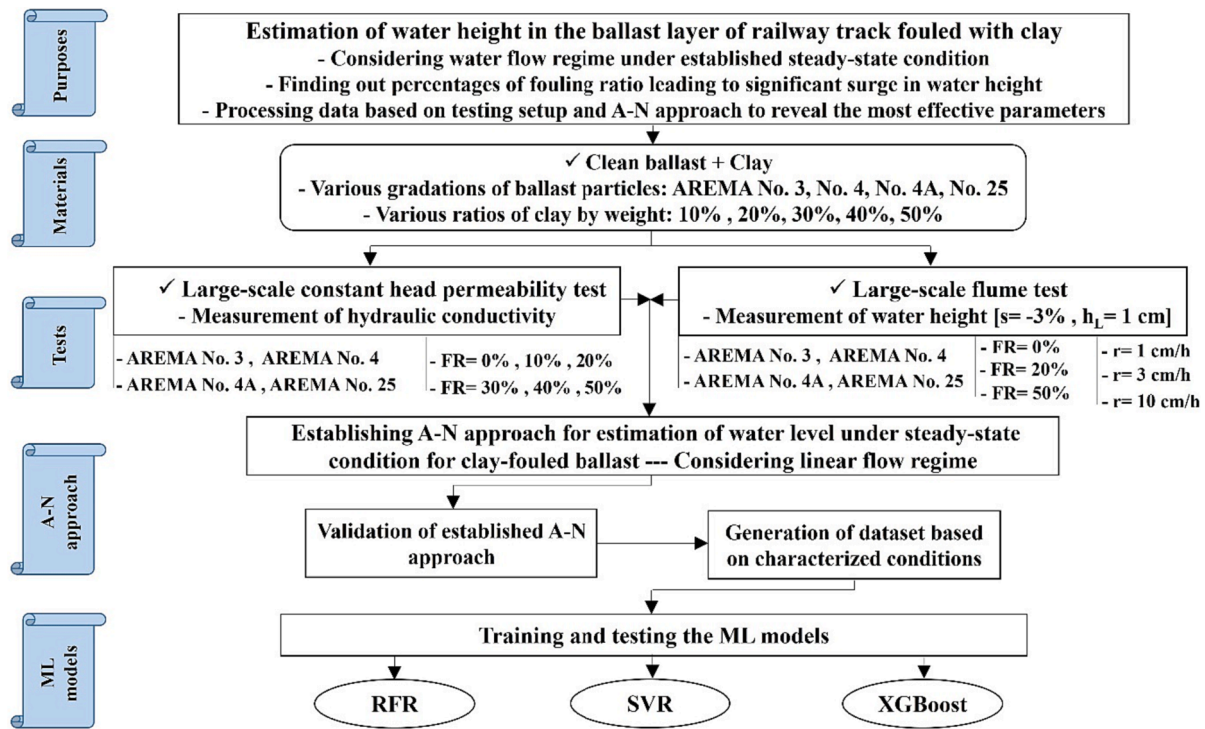 Purposes
Estimation of water height in the ballast layer of railway track fouled with clay
- Considering water flow regime under established steady-state condition
- Finding out percentages of fouling ratio leading to significant surge in water height
- Processing data based on testing setup and A-N approach to reveal the most effective parameters
Materials
✓ Clean ballast + Clay
- Various gradations of ballast particles: AREMA No. 3, No. 4, No. 4A, No. 25
- Various ratios of clay by weight: 10% , 20%, 30%, 40%, 50%
Tests
✓ Large-scale constant head permeability test
- Measurement of hydraulic conductivity
- AREMA No. 3 , AREMA No. 4
- AREMA No. 4A , AREMA No. 25
- FR= 0% , 10% , 20%
- FR= 30% , 40% , 50%
✓ Large-scale flume test
- Measurement of water height [s= -3% , hL= 1 cm]
- AREMA No. 3 , AREMA No. 4
- AREMA No. 4A , AREMA No. 25
- FR= 0%
- FR= 20%
- FR= 50%
- r= 1 cm/h
- r= 3 cm/h
- r= 10 cm/h
A-N
approach
Establishing A-N approach for estimation of water level under steady-state
condition for clay-fouled ballast --- Considering linear flow regime
Validation of established A-N
approach
Generation of dataset based
on characterized conditions
ML
models
Training and testing the ML models
RFR
SVR
XGBoost